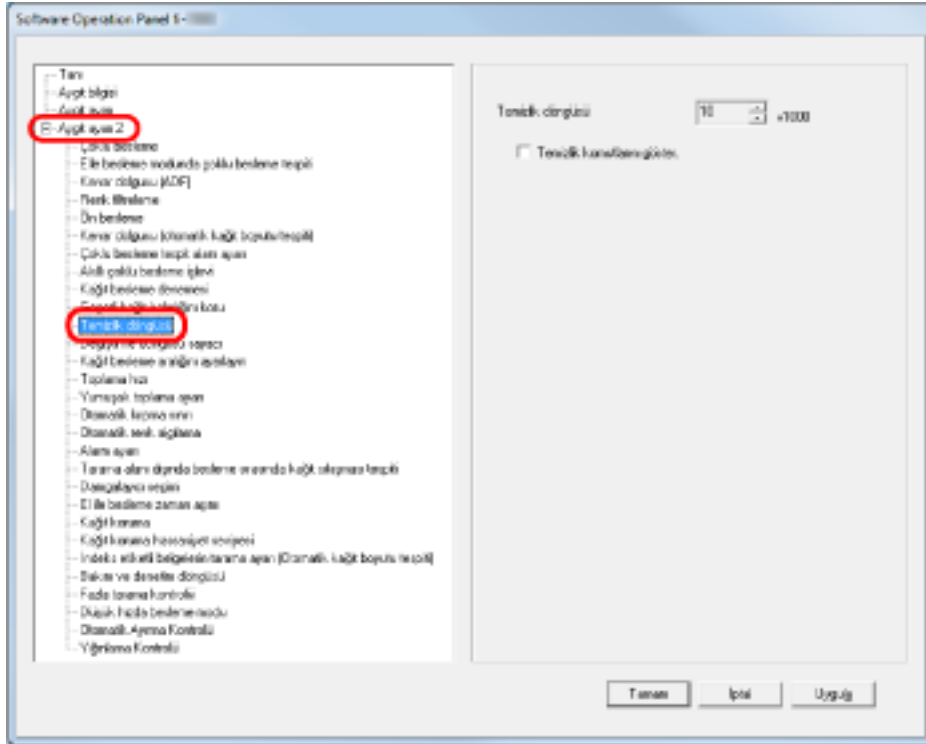 Software Operation Panel 1-
Tanı
Aygıt bilgisi
Aygıt ayarı
Aygıt ayarı 2
Çoklu besleme
Elle besleme modunda çoklu besleme tespiti
Kenar dolgusu (ADF)
Renk filtreleme
Ön besleme
Kenar dolgusu (otomatik kağıt boyutu tespiti)
Çoklu besleme tespit alanı ayarı
Akıllı çoklu besleme işlevi
Kağıt besleme denemesi
Temizlik döngüsü
Kağıt besleme aralığını ayarlayın
Toplama hızı
Yumuşak toplama ayarı
Otomatik kopma sınırı
Otomatik renk algılama
Alarm ayarı
Tarama alanı dışında besleme sırasında kağıt sıkışması tespiti
Damgalayıcı seçimi
El ile besleme zaman aşımı
Kağıt koruma
Kağıt koruma hassasiyet seviyesi
İndeks etiketli belgelerin tarama ayarı (Otomatik kağıt boyutu tespiti)
Bakım ve denetim döngüsü
Fazla tarama kontrolü
Düşük hızda besleme modu
Otomatik Ayırma Kontrolü
Yığınlama Kontrolü
Temizlik döngüsü
10
x1000
Temizlik komutlarını göster.
Tamam
İptal
Uygula